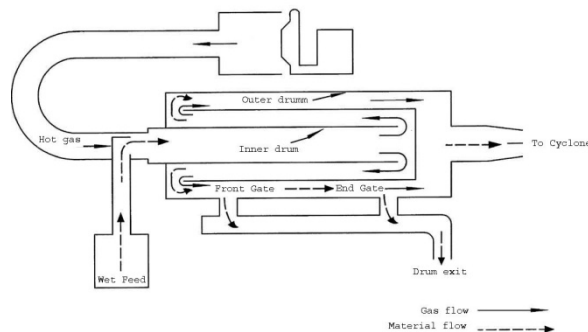 Outer drumm
Hot gas
Inner drum
To Cyclone
Front Gate
End Gate
Wet Feed
Drum exit
Gas flow
Material flow